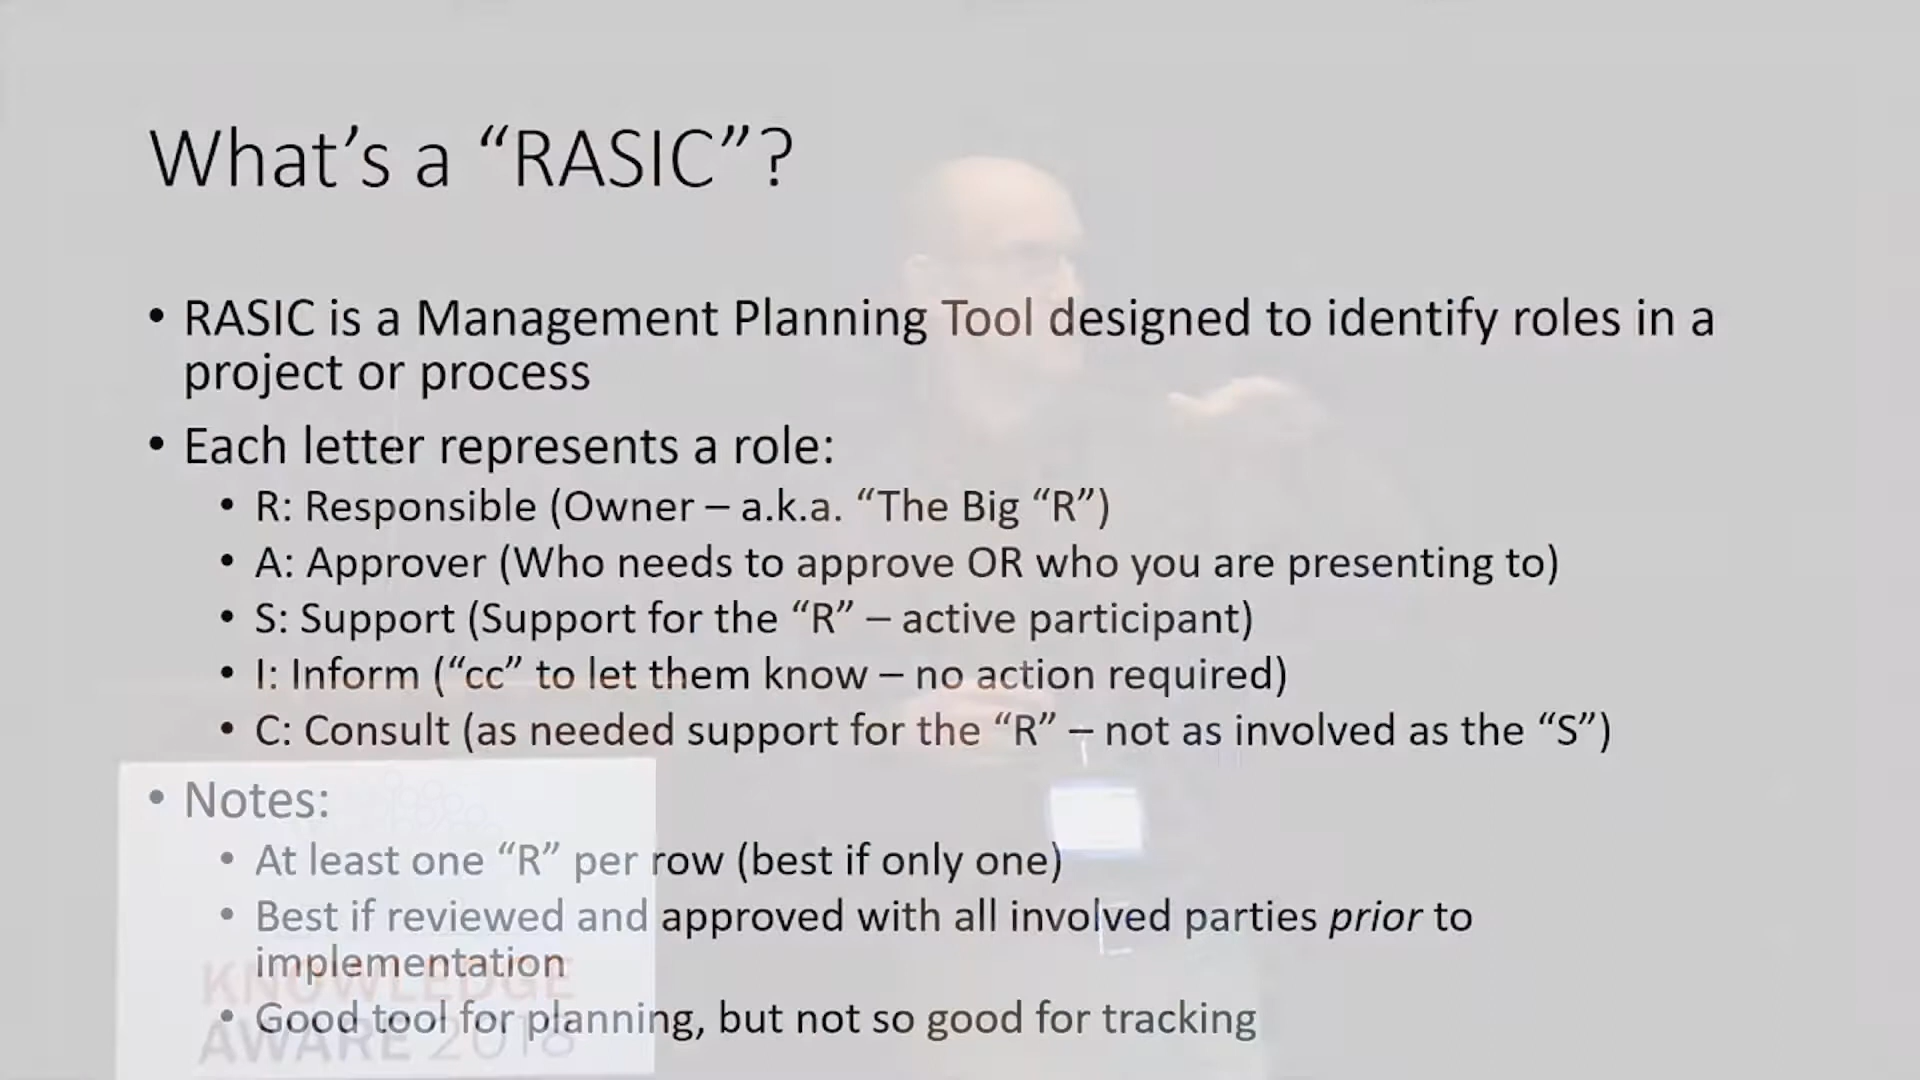 What’s a “RASIC”?
• RASIC is a Management Planning Tool designed to identify roles in a
project or process
• Each letter represents a role:
• R: Responsible (Owner – a.k.a. “The Big “R”)
• A: Approver (Who needs to approve OR who you are presenting to)
• S: Support (Support for the “R” – active participant)
• I: Inform (“cc” to let them know – no action required)
• C: Consult (as needed support for the “R” – not as involved as the “S”)
• Notes:
• At least one “R” per row (best if only one)
• Best if reviewed and approved with all involved parties prior to
implementation
• Good tool for planning, but not so good for tracking
KNOWLEDGE
AWARE 2018